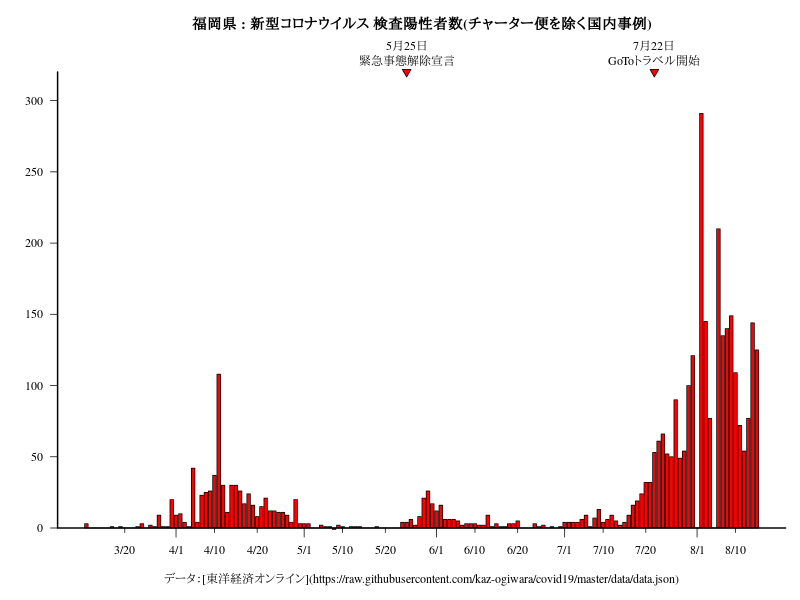 福岡県 : 新型コロナウイルス 検査陽性者数(チャーター便を除く国内事例)
5月25日
緊急事態解除宣言
7月22日
GoToトラベル開始
300
250
200
150
100
50
0
3/20 4/1 4/10 4/20 5/1 5/10 5/20 6/1 6/10 6/20 7/1 7/10 7/20 8/1 8/10
データ:[東洋経済オンライン](https://raw.githubusercontent.com/kaz-ogiwara/covid19/master/data/data.json)